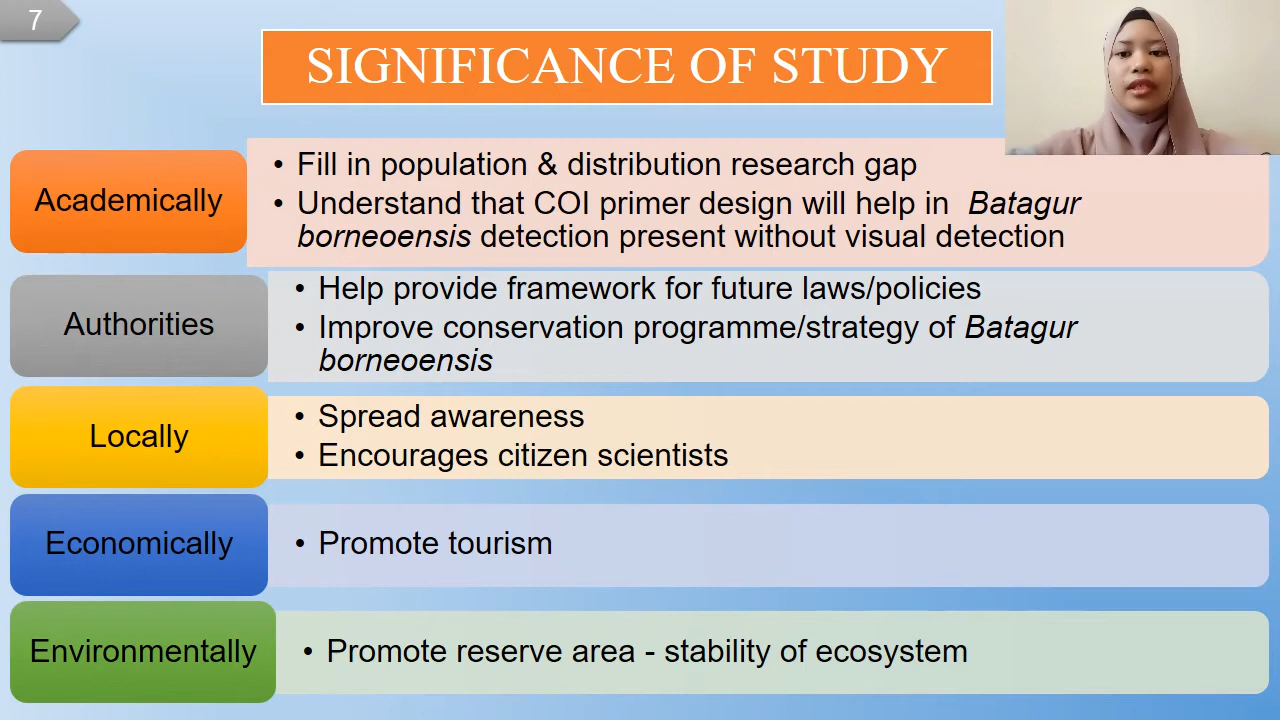 7
SIGNIFICANCE OF STUDY
Academically
• Fill in population & distribution research gap
• Understand that COI primer design will help in Batagur
borneoensis detection present without visual detection
Authorities
• Help provide framework for future laws/policies
• Improve conservation programme/strategy of Batagur
borneoensis
Locally
• Spread awareness
• Encourages citizen scientists
Economically
• Promote tourism
Environmentally
• Promote reserve area - stability of ecosystem